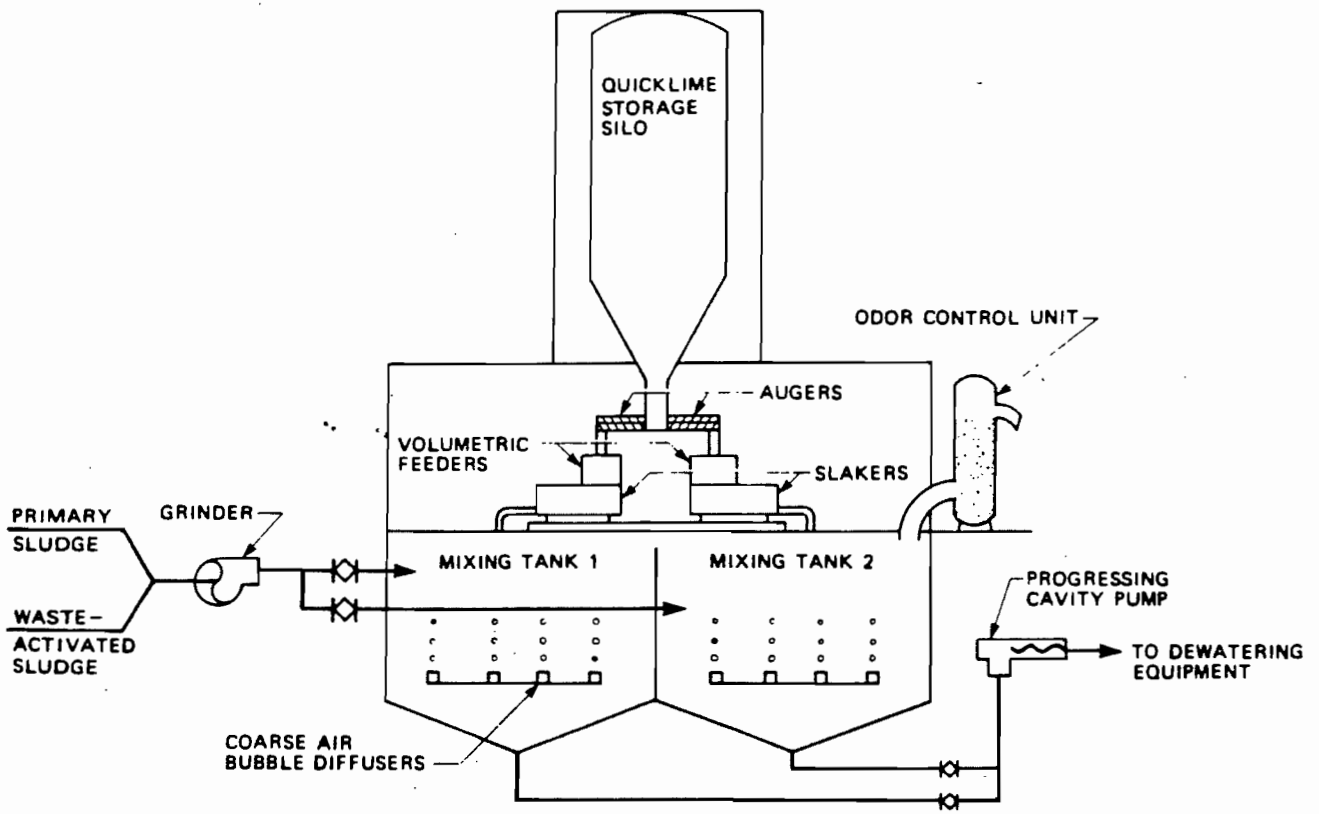 QUICKLIME
STORAGE
SILO
ODOR CONTROL UNIT
AUGERS
VOLUMETRIC
FEEDERS
SLAKERS
PRIMARY
SLUDGE
GRINDER
MIXING TANK 1
MIXING TANK 2
WASTE-
ACTIVATED
SLUDGE
PROGRESSING
CAVITY PUMP
TO DEWATERING
EQUIPMENT
COARSE AIR
BUBBLE DIFFUSERS